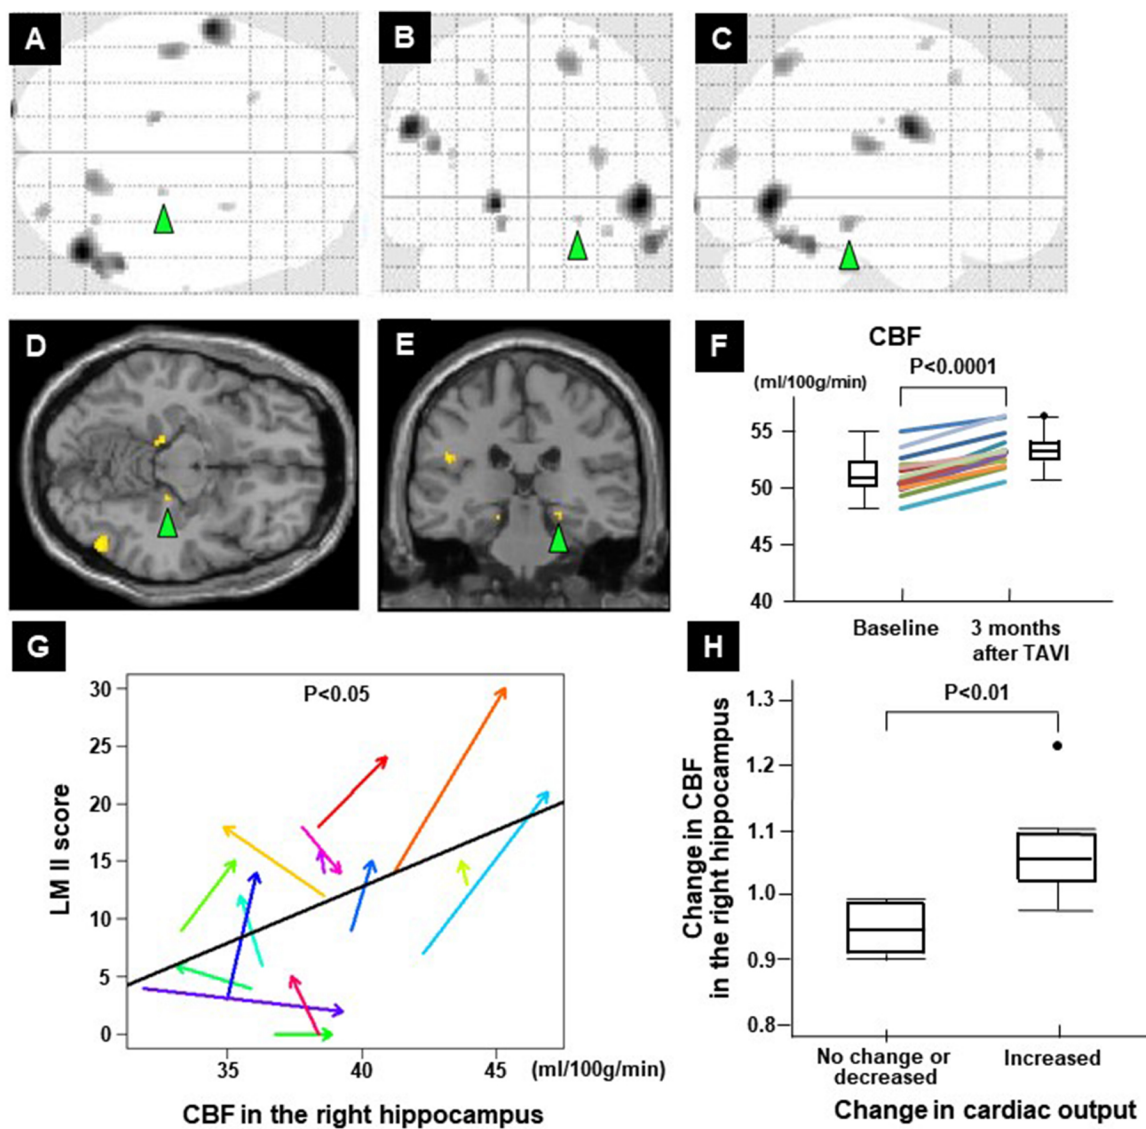 A
B
C
D
E
F
CBF
(ml/100g/min)
P<0.0001
55
50
45
40
Baseline
3 months
after TAVI
G
P<0.05
30
25
20
15
10
5
0
LM II score
35
40
45
(ml/100g/min)
CBF in the right hippocampus
H
P<0.01
1.3
1.2
1.1
1.0
0.9
0.8
Change in CBF
in the right hippocampus
No change or
decreased
Increased
Change in cardiac output